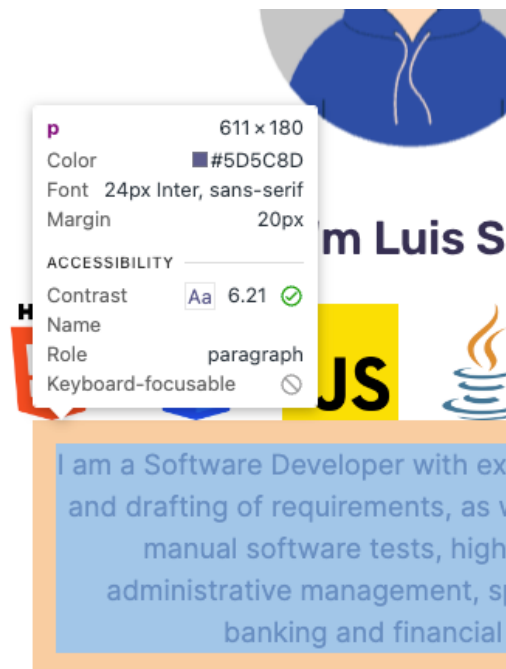 p 611×180
Color #5D5C8D
Font 24px Inter, sans-serif
Margin 20px
ACCESSIBILITY
Contrast Aa 6.21
Name
Role paragraph
Keyboard-focusable
'm Luis S
H
JS
I am a Software Developer with ex
and drafting of requirements, as
manual software tests, high
administrative management, sp
banking and financial